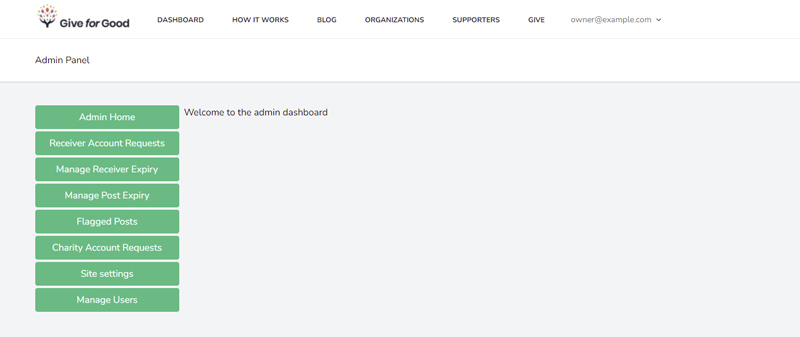 Give for Good
DASHBOARD HOW IT WORKS BLOG ORGANIZATIONS SUPPORTERS GIVE owner@example.com
Admin Panel
Admin Home
Welcome to the admin dashboard
Receiver Account Requests
Manage Receiver Expiry
Manage Post Expiry
Flagged Posts
Charity Account Requests
Site settings
Manage Users